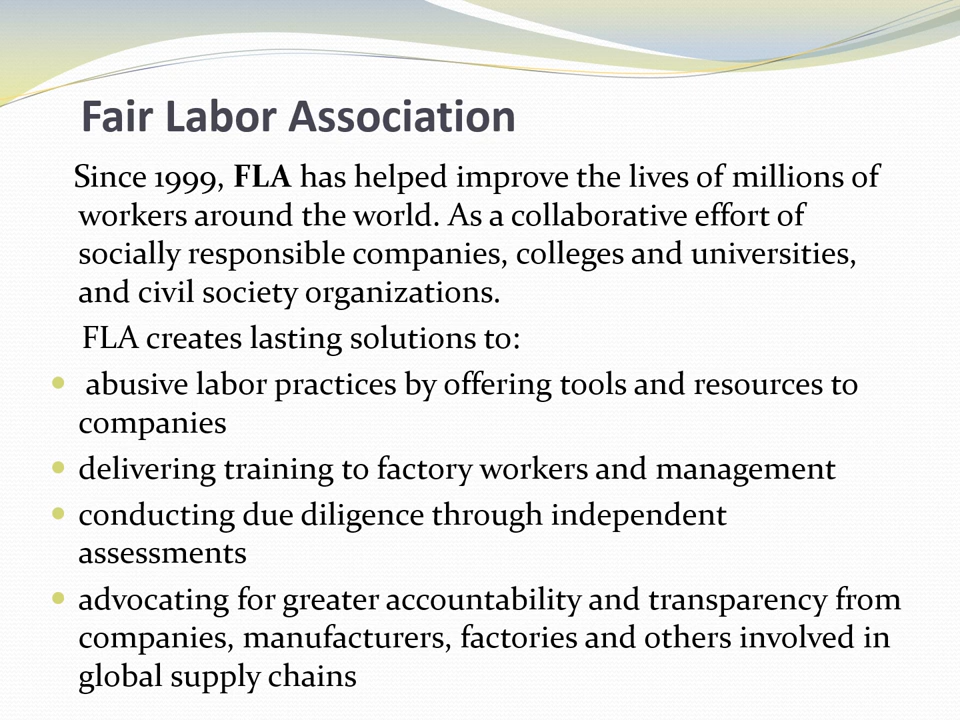 Fair Labor Association
Since 1999, FLA has helped improve the lives of millions of
workers around the world. As a collaborative effort of
socially responsible companies, colleges and universities,
and civil society organizations.
FLA creates lasting solutions to:
• abusive labor practices by offering tools and resources to
companies
• delivering training to factory workers and management
• conducting due diligence through independent
assessments
• advocating for greater accountability and transparency from
companies, manufacturers, factories and others involved in
global supply chains